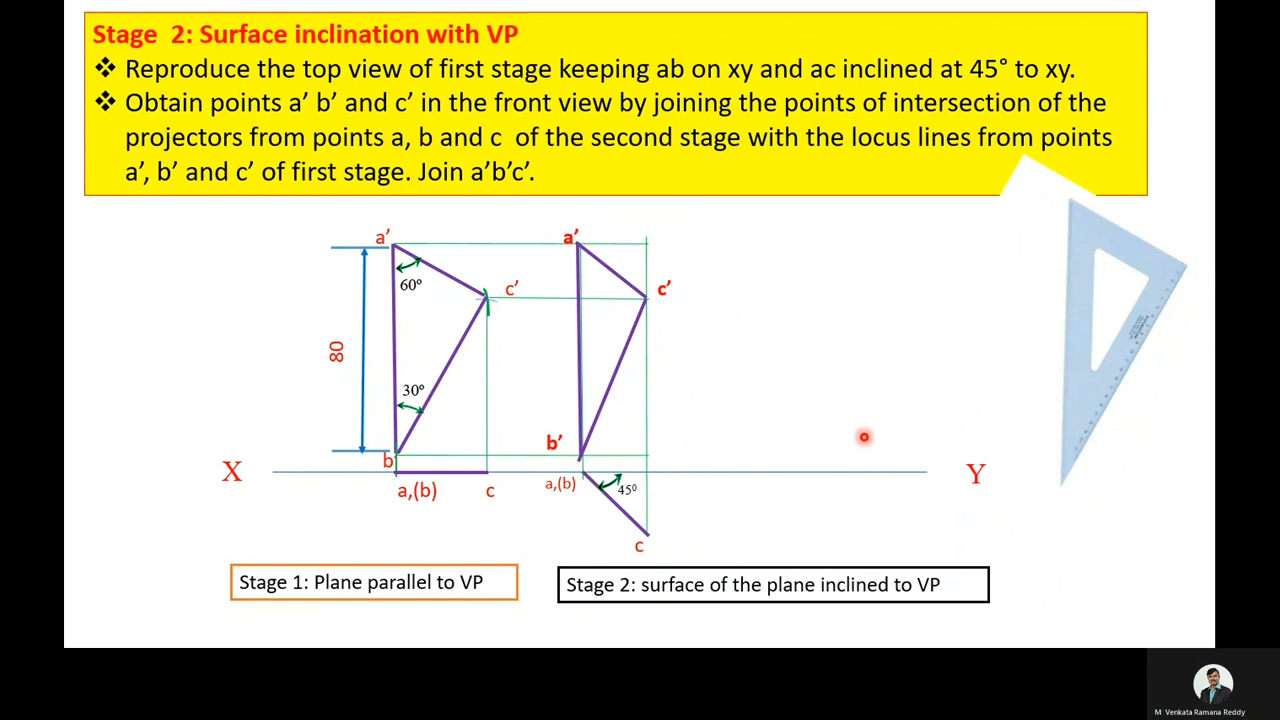 Stage 2: Surface inclination with VP
❖ Reproduce the top view of first stage keeping ab on xy and ac inclined at 45° to xy.
❖ Obtain points a’ b’ and c’ in the front view by joining the points of intersection of the
projectors from points a, b and c of the second stage with the locus lines from points
a’, b’ and c’ of first stage. Join a’b’c’.
a’
a’
60º
c’
c’
80
30º
b’
b
X
Y
a,(b)
c
a,(b)
45⁰
c
Stage 1: Plane parallel to VP
Stage 2: surface of the plane inclined to VP
M Venkata Ramana Reddy